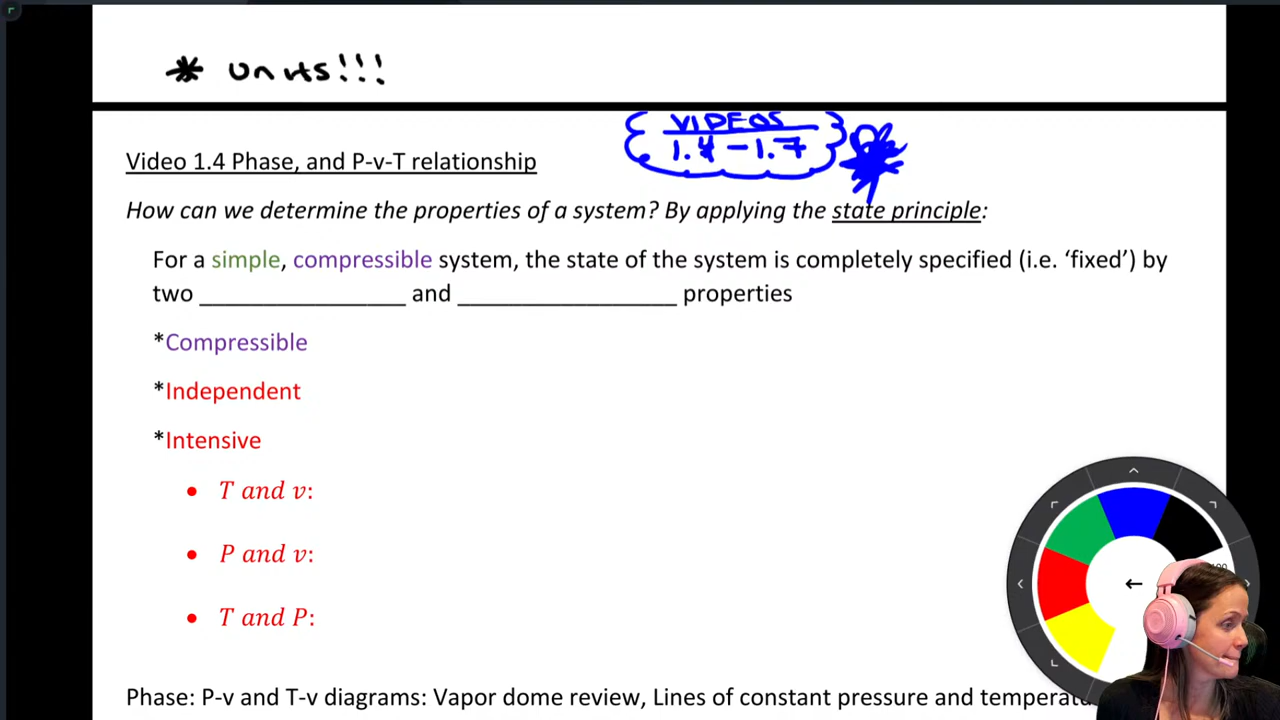 * Units!!!
VIDEOS
1.4 - 1.7
Video 1.4 Phase, and P-v-T relationship
How can we determine the properties of a system? By applying the state principle:
For a simple, compressible system, the state of the system is completely specified (i.e. ‘fixed’) by
two _________________ and __________________ properties
*Compressible
*Independent
*Intensive
• T and v:
• P and v:
• T and P:
Phase: P-v and T-v diagrams: Vapor dome review, Lines of constant pressure and